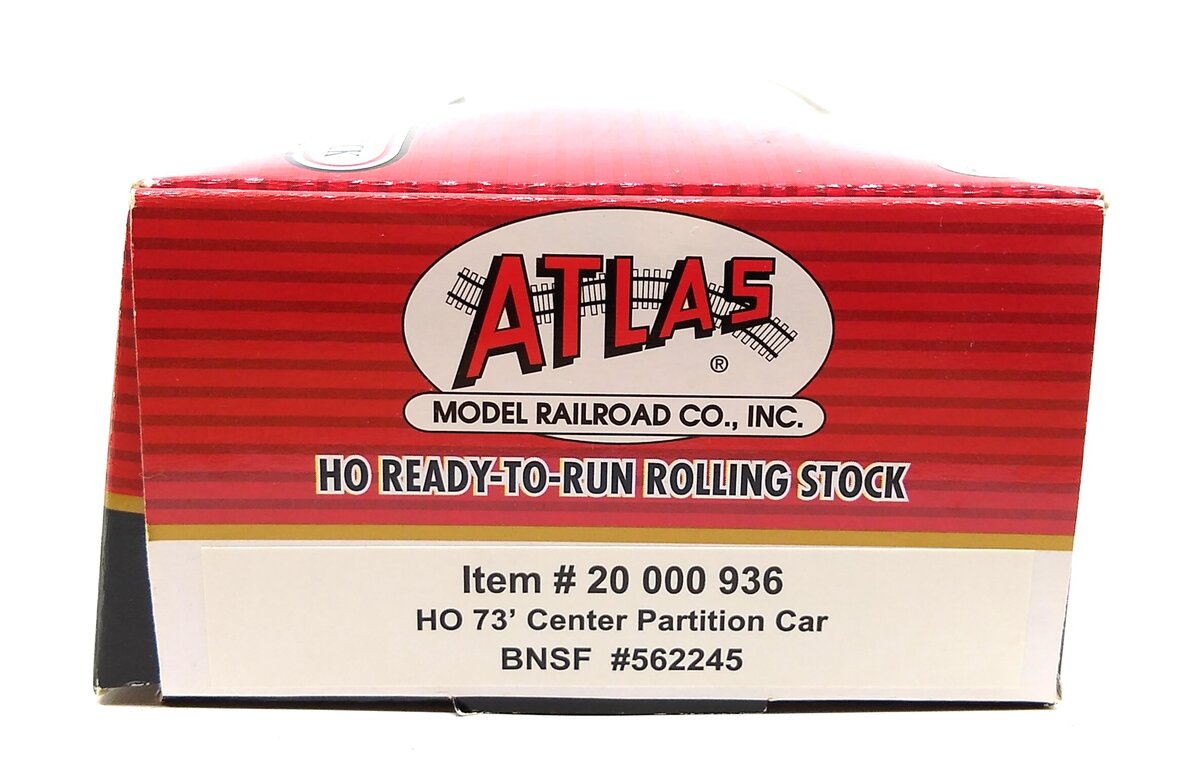 ATLAS
®
MODEL RAILROAD CO., INC.
HO READY-TO-RUN ROLLING STOCK
Item # 20 000 936
HO 73' Center Partition Car
BNSF #562245